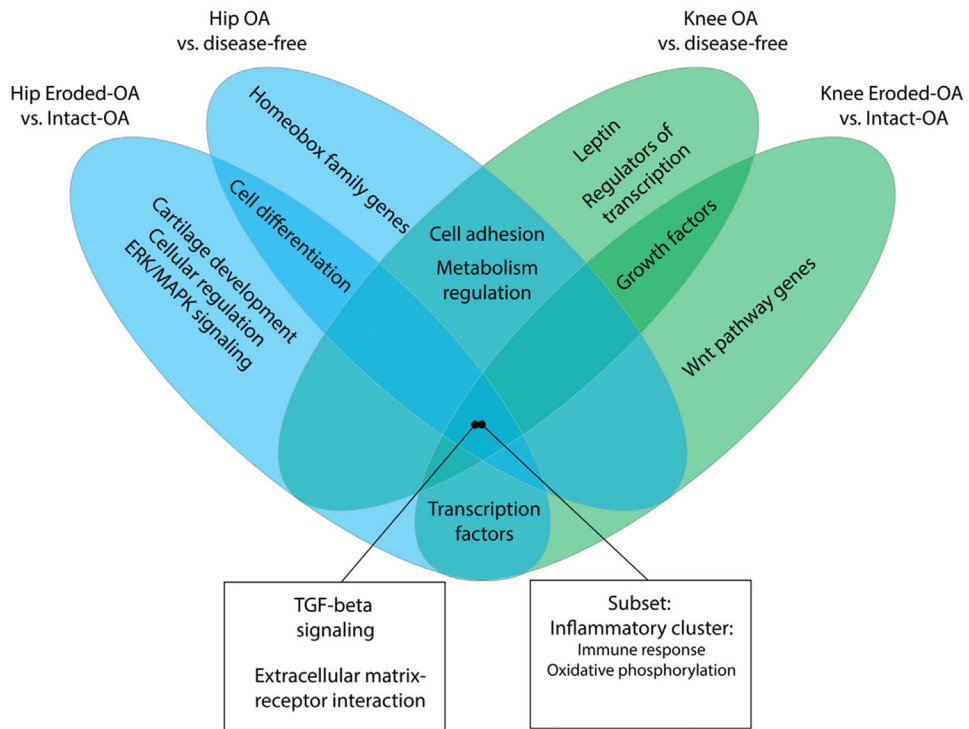 Hip OA
vs. disease-free
Knee OA
vs. disease-free
Hip Eroded-OA
vs. Intact-OA
Knee Eroded-OA
vs. Intact-OA
Homeobox family genes
Leptin
Regulators of
transcription
Cell differentiation
Cartilage development
Cellular regulation
ERK/MAPK signaling
Cell adhesion
Metabolism
regulation
Growth factors
Wnt pathway genes
Transcription
factors
TGF-beta
signaling
Extracellular matrix-
receptor interaction
Subset:
Inflammatory cluster:
Immune response
Oxidative phosphorylation